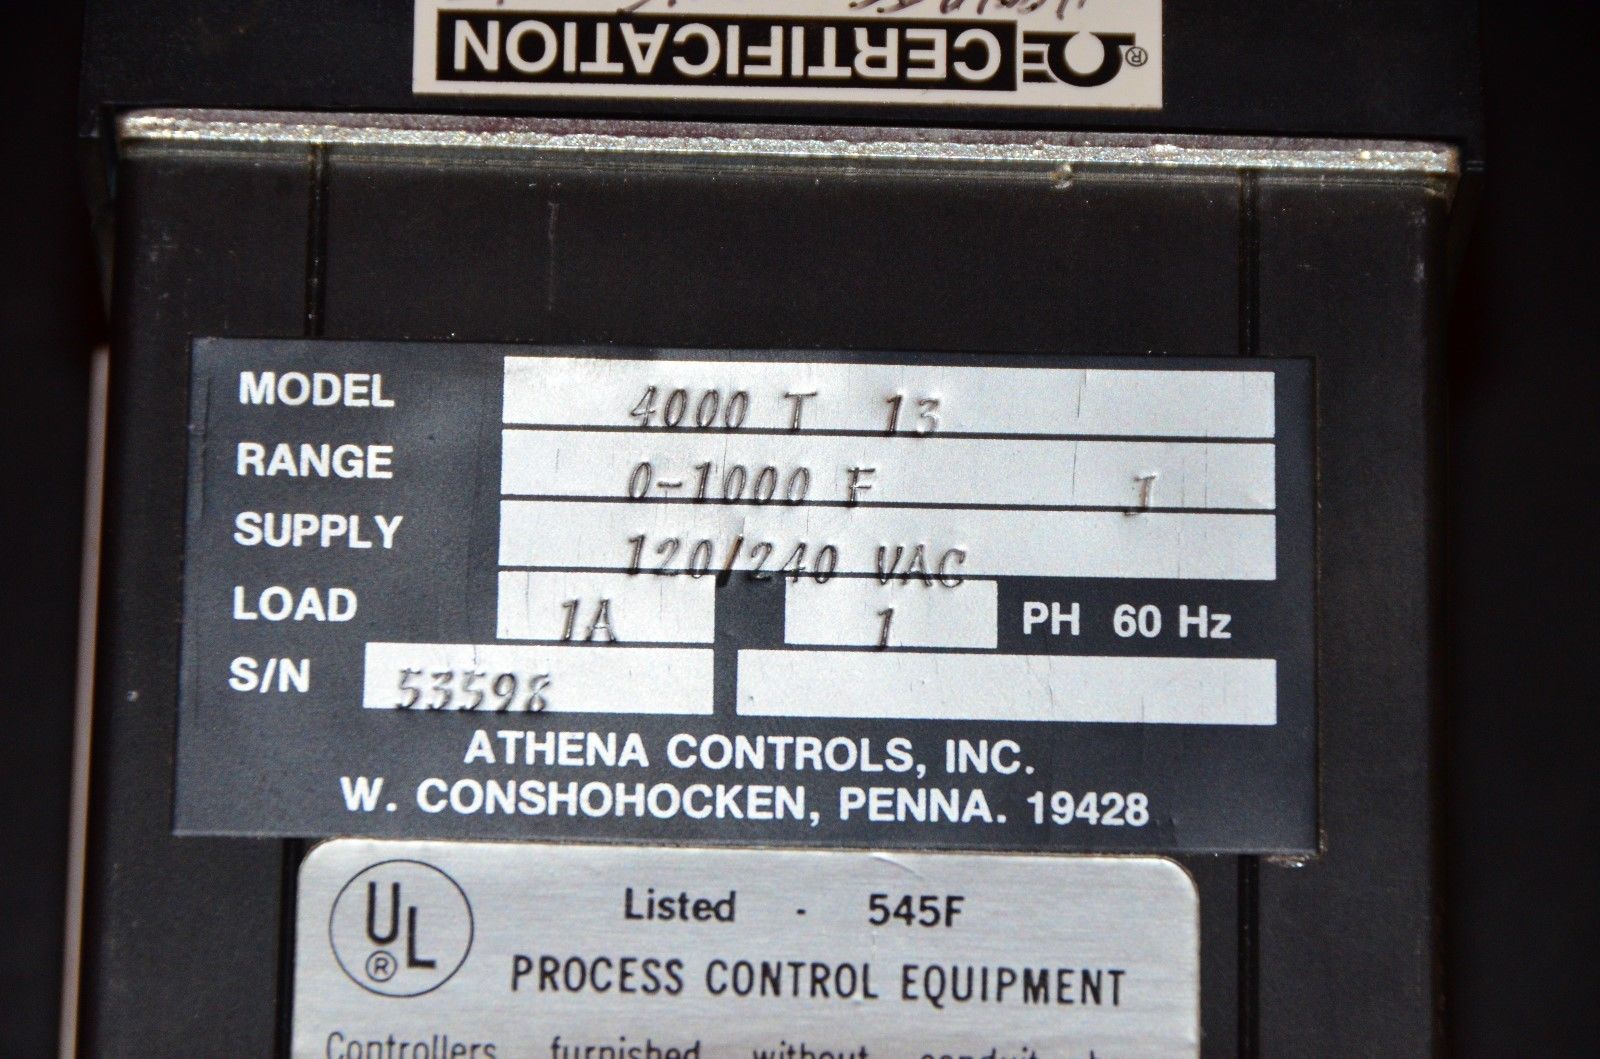 Ω E CERTIFICATION
MODEL 4000 T 13
RANGE 0-1000 F J
SUPPLY 120/240 VAC
LOAD 1A 1 PH 60 Hz
S/N 53598
ATHENA CONTROLS, INC.
W. CONSHOHOCKEN, PENNA. 19428
UL® Listed - 545F
PROCESS CONTROL EQUIPMENT
Controllers furnished without conduit